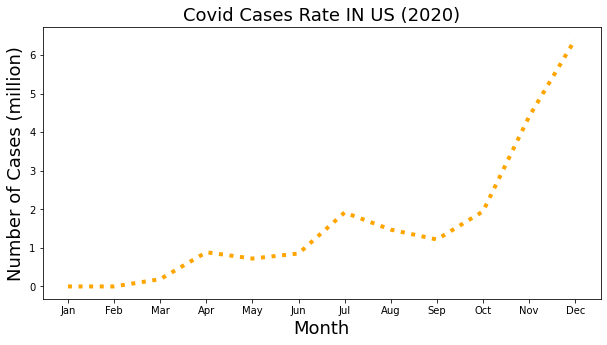 Covid Cases Rate IN US (2020)
Number of Cases (million)
6
5
4
3
2
1
0
Jan Feb Mar Apr May Jun Jul Aug Sep Oct Nov Dec
Month